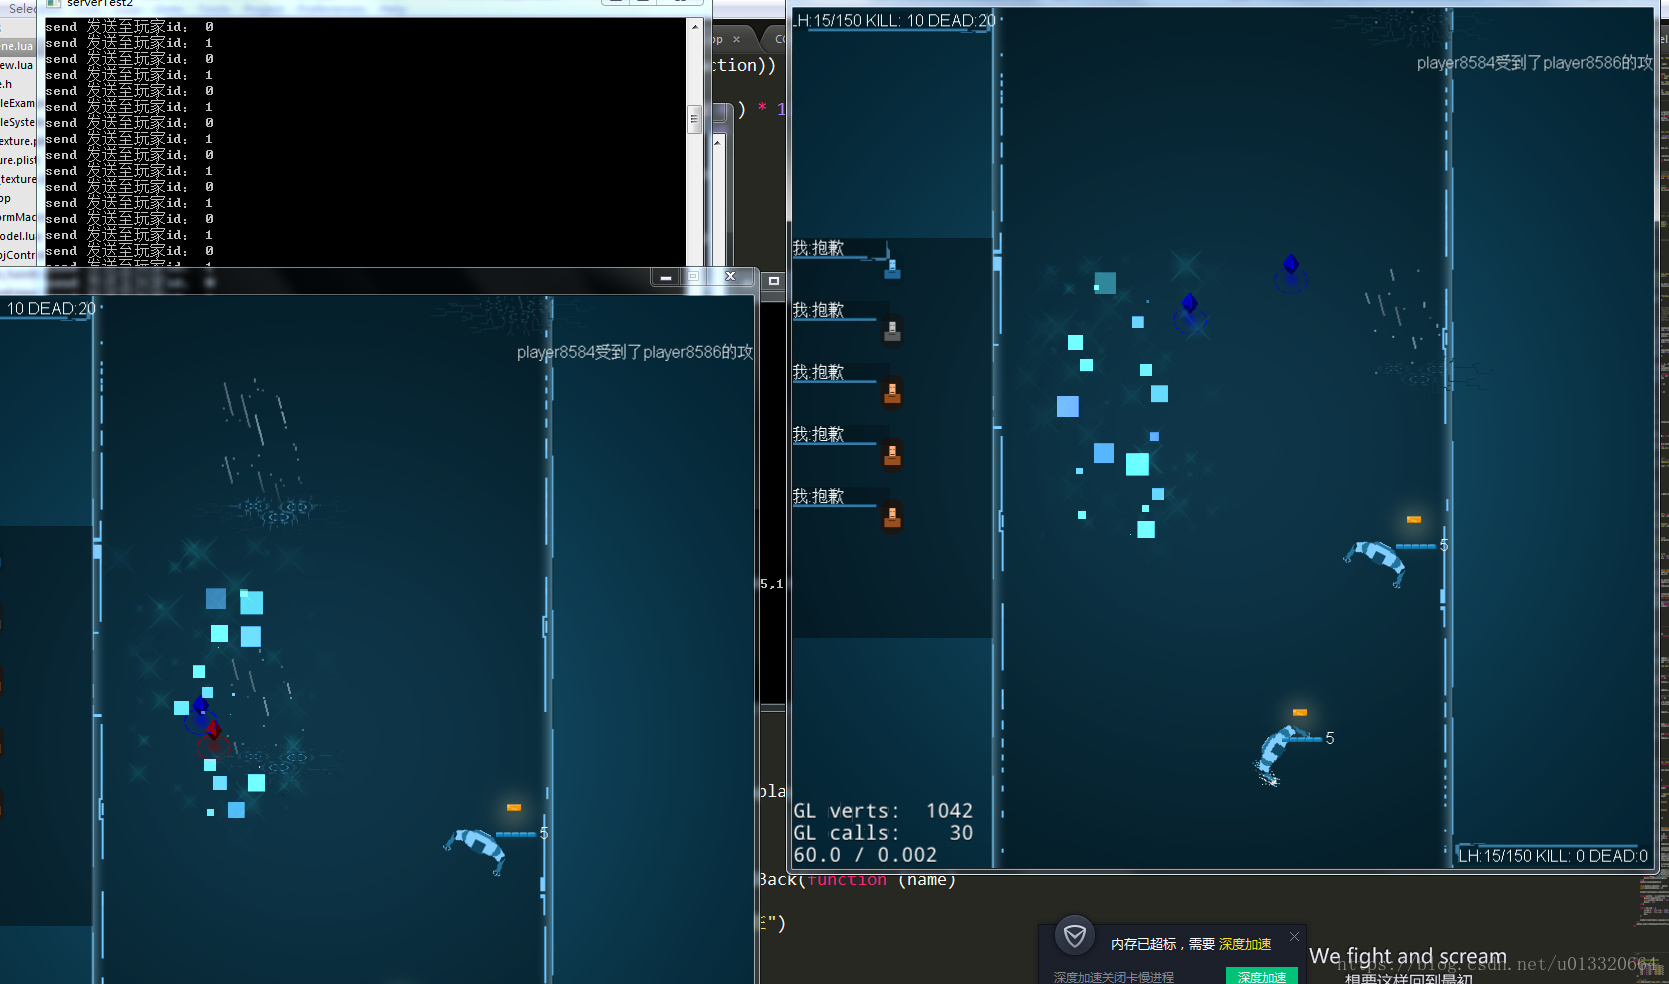 serverTest2
send 发送至玩家id： 0
send 发送至玩家id： 1
send 发送至玩家id： 0
send 发送至玩家id： 1
send 发送至玩家id： 0
send 发送至玩家id： 1
send 发送至玩家id： 0
send 发送至玩家id： 1
send 发送至玩家id： 0
send 发送至玩家id： 1
send 发送至玩家id： 0
send 发送至玩家id： 1
send 发送至玩家id： 0
send 发送至玩家id： 1
send 发送至玩家id： 0
Selec
ne.lua
ew.lua
e.h
leExam
leSyste
exture.p
ure.plist
_texture
pp
ormMac
odel.lu
bjContr
pp ×
ction))
) * 1
10 DEAD:20
player8584受到了player8586的攻
5
5,1
pla
LH:15/150 KILL: 10 DEAD:20
player8584受到了player8586的攻
我:抱歉
我:抱歉
我:抱歉
我:抱歉
我:抱歉
5
5
GL verts: 1042
GL calls: 30
60.0 / 0.002
LH:15/150 KILL: 0 DEAD:0
Back(function (name)
")
内存已超标，需要 深度加速
深度加速关闭卡慢进程
深度加速
We fight and scream
想要这样回到最初
https://blog.csdn.net/u013320664